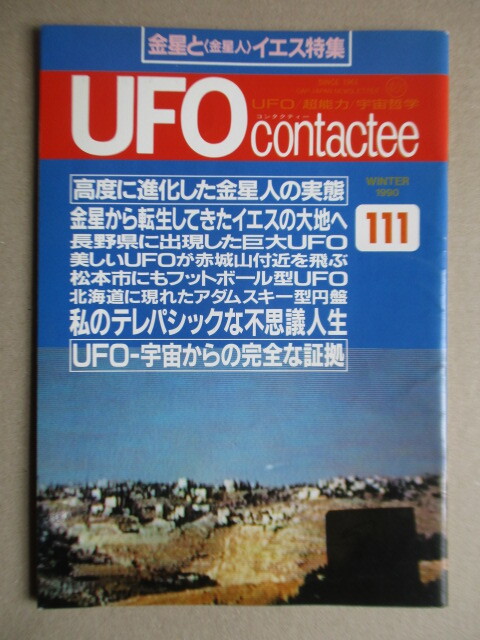 金星と〈金星人〉イエス特集
UFO
contactee
コンタクティー
UFO／超能力／宇宙哲学
WINTER
1990
111
高度に進化した金星人の実態
金星から転生してきたイエスの大地へ
長野県に出現した巨大UFO
美しいUFOが赤城山付近を飛ぶ
松本市にもフットボール型UFO
北海道に現れたアダムスキー型円盤
私のテレパシックな不思議人生
UFO-宇宙からの完全な証拠